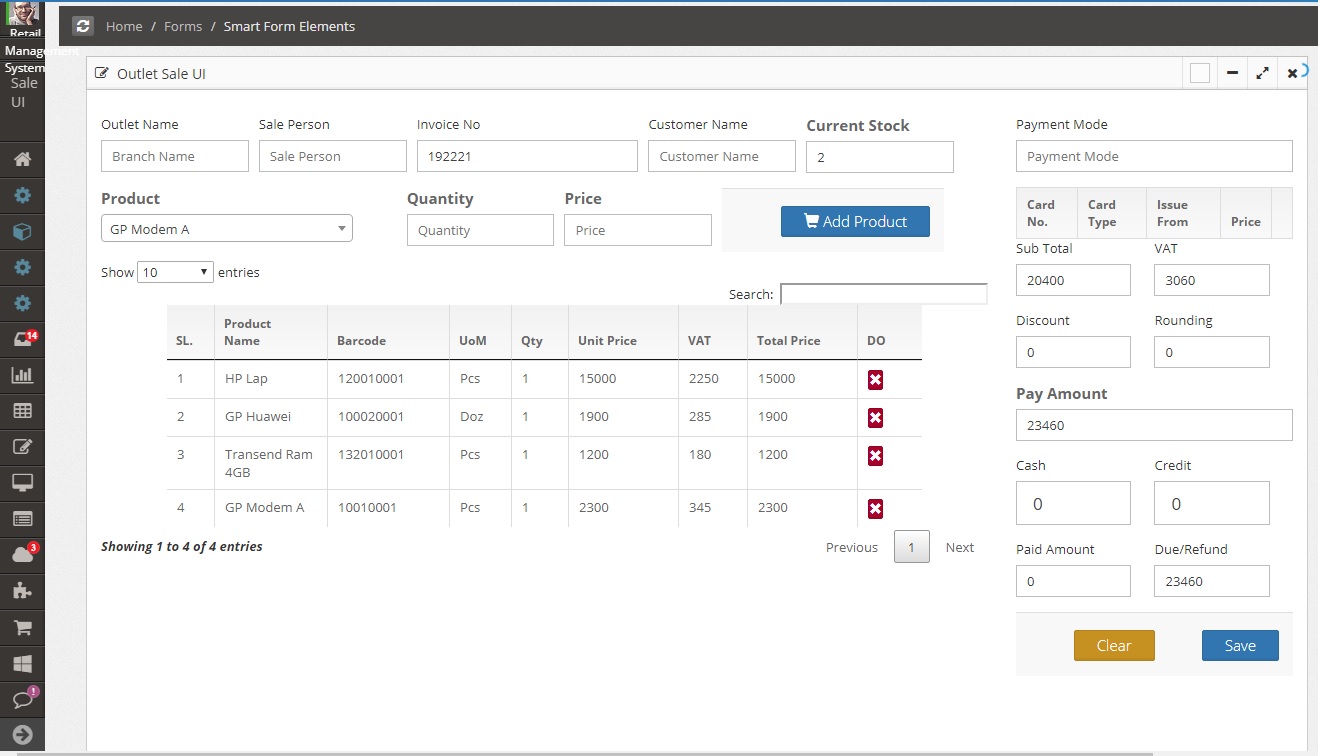 Retail
Management
System
Sale
UI
14
3
!
Home / Forms / Smart Form Elements
Outlet Sale UI
Outlet Name Sale Person Invoice No Customer Name Current Stock
Branch Name Sale Person 192221 Customer Name 2
Product Quantity Price
GP Modem A Quantity Price Add Product
Show 10 entries
Search:
SL. Product Name Barcode UoM Qty Unit Price VAT Total Price DO
1 HP Lap 120010001 Pcs 1 15000 2250 15000
2 GP Huawei 100020001 Doz 1 1900 285 1900
3 Transend Ram 4GB 132010001 Pcs 1 1200 180 1200
4 GP Modem A 10010001 Pcs 1 2300 345 2300
Showing 1 to 4 of 4 entries
Previous 1 Next
Payment Mode
Payment Mode
Card No. Card Type Issue From Price
Sub Total VAT
20400 3060
Discount Rounding
0 0
Pay Amount
23460
Cash Credit
0 0
Paid Amount Due/Refund
0 23460
Clear Save